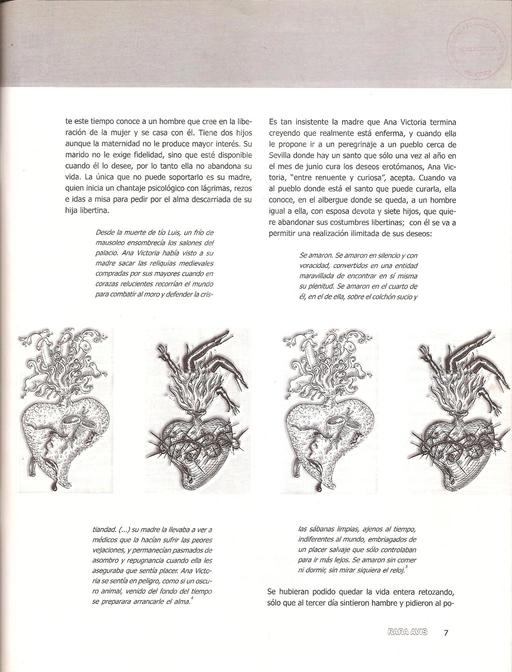 te este tiempo conoce a un hombre que cree en la libe-
ración de la mujer y se casa con él. Tiene dos hijos
aunque la maternidad no le produce mayor interés. Su
marido no le exige fidelidad, sino que esté disponible
cuando él lo desee, por lo tanto ella no abandona su
vida. La única que no puede soportarlo es su madre,
quien inicia un chantaje psicológico con lágrimas, rezos
e idas a misa para pedir por el alma descarriada de su
hija libertina.
Desde la muerte de tío Luis, un frío de
mausoleo ensombrecía los salones del
palacio. Ana Victoria había visto a su
madre sacar las reliquias medievales
compradas por sus mayores cuando en
corazas relucientes recorrían el mundo
para combatir al moro y defender la cris-
tiandad. (...) su madre la llevaba a ver a
médicos que la hacían sufrir las peores
vejaciones, y permanecían pasmados de
asombro y repugnancia cuando ella les
aseguraba que sentía placer. Ana Victo-
ria se sentía en peligro, como si un oscu-
ro animal, venido del fondo del tiempo
se preparara arrancarle el alma.4
Es tan insistente la madre que Ana Victoria termina
creyendo que realmente está enferma, y cuando ella
le propone ir a un peregrinaje a un pueblo cerca de
Sevilla donde hay un santo que sólo una vez al año en
el mes de junio cura los deseos erotómanos, Ana Vic-
toria, "entre renuente y curiosa", acepta. Cuando va
al pueblo donde está el santo que puede curarla, ella
conoce, en el albergue donde se queda, a un hombre
igual a ella, con esposa devota y siete hijos, que quie-
re abandonar sus costumbres libertinas; con él se va a
permitir una realización ilimitada de sus deseos:
Se amaron. Se amaron en silencio y con
voracidad, convertidos en una entidad
maravillada de encontrar en sí misma
su plenitud. Se amaron en el cuarto de
él, en el de ella, sobre el colchón sucio y
las sábanas limpias, ajenos al tiempo,
indiferentes al mundo, embriagados de
un placer salvaje que sólo controlaban
para ir más lejos. Se amaron sin comer
ni dormir, sin mirar siquiera el reloj.5
Se hubieran podido quedar la vida entera retozando,
sólo que al tercer día sintieron hambre y pidieron al po-
RARA AVIS 7